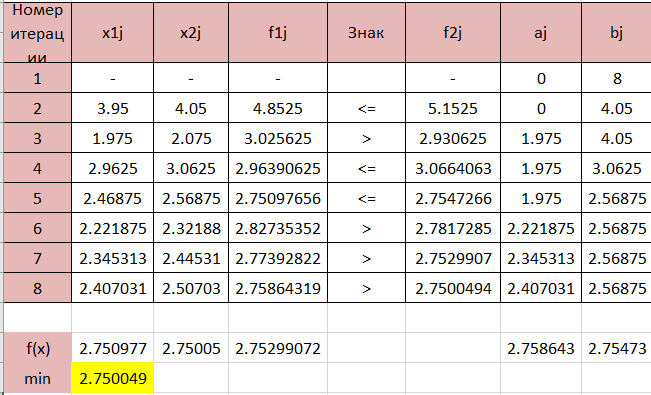 Номер итерации x1j x2j f1j Знак f2j aj bj
1 - - - - 0 8
2 3.95 4.05 4.8525 <= 5.1525 0 4.05
3 1.975 2.075 3.025625 > 2.930625 1.975 4.05
4 2.9625 3.0625 2.96390625 <= 3.0664063 1.975 3.0625
5 2.46875 2.56875 2.75097656 <= 2.7547266 1.975 2.56875
6 2.221875 2.32188 2.82735352 > 2.7817285 2.221875 2.56875
7 2.345313 2.44531 2.77392822 > 2.7529907 2.345313 2.56875
8 2.407031 2.50703 2.75864319 > 2.7500494 2.407031 2.56875
f(x) 2.750977 2.75005 2.75299072 2.758643 2.75473
min 2.750049